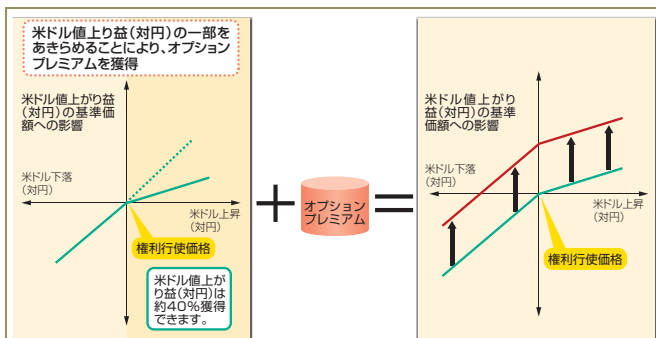 米ドル値上り益(対円)の一部を
あきらめることにより、オプション
プレミアムを獲得
米ドル値上がり益
(対円)の基準価
額への影響
米ドル下落
(対円)
米ドル上昇
(対円)
権利行使価格
米ドル値上が
り益(対円)は
約40%獲得
できます。
オプション
プレミアム
米ドル値上がり
益(対円)の基準
価額への影響
米ドル下落
(対円)
米ドル上昇
(対円)
権利行使価格